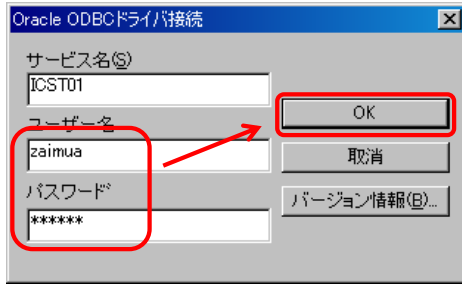 Oracle ODBCドライバ接続
サービス名(S)
ICST01
ユーザー名
zaimua
パスワード
******
OK
取消
バージョン情報(B)...